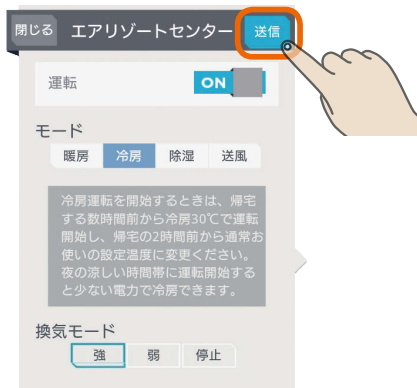 閉じる エアリゾートセンター 送信
運転 ON
モード
暖房 冷房 除湿 送風
冷房運転を開始するときは、帰宅
する数時間前から冷房30℃で運転
開始し、帰宅の2時間前から通常お
使いの設定温度に変更ください。
夜の涼しい時間帯に運転開始する
と少ない電力で冷房できます。
換気モード
強 弱 停止